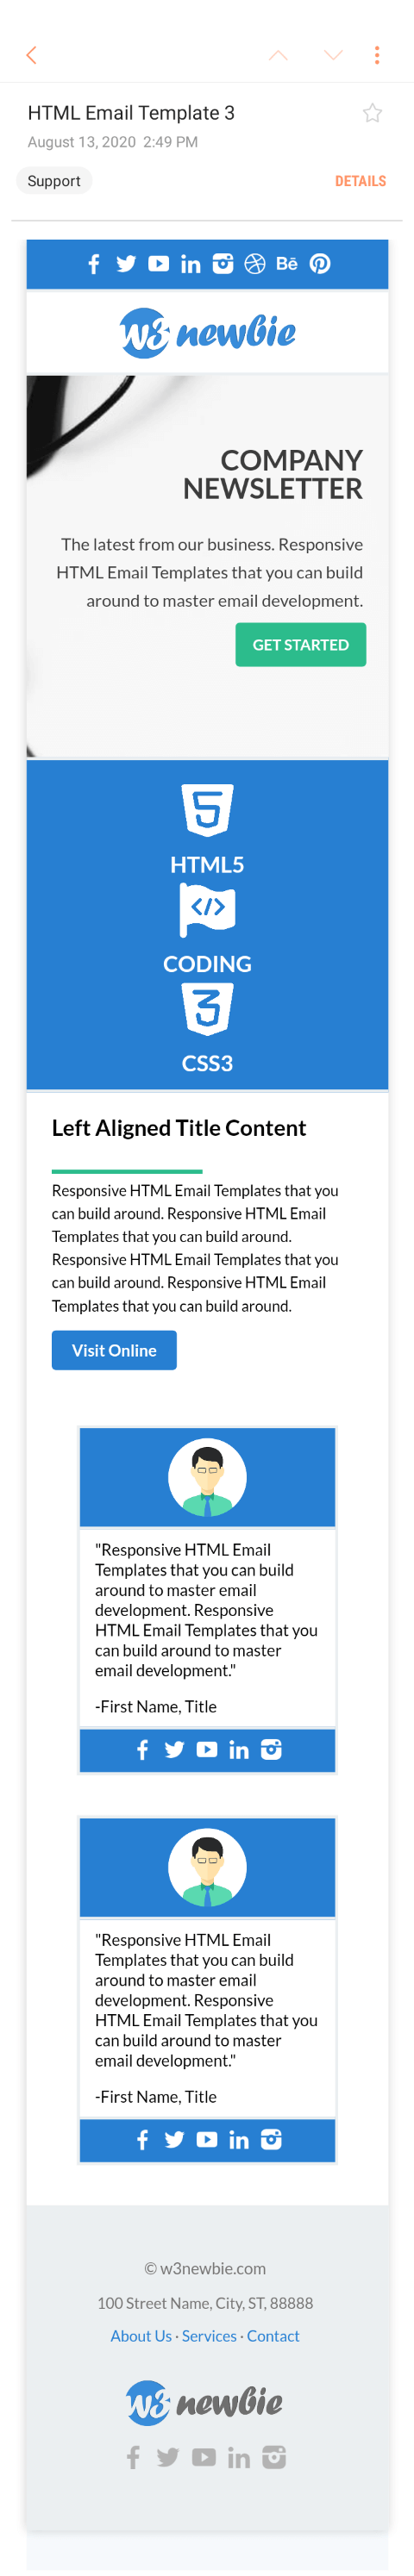 HTML Email Template 3
August 13, 2020 2:49 PM
Support
DETAILS
Bē
w3 newbie
COMPANY
NEWSLETTER
The latest from our business. Responsive
HTML Email Templates that you can build
around to master email development.
GET STARTED
HTML5
</>
CODING
CSS3
Left Aligned Title Content
Responsive HTML Email Templates that you
can build around. Responsive HTML Email
Templates that you can build around.
Responsive HTML Email Templates that you
can build around. Responsive HTML Email
Templates that you can build around.
Visit Online
"Responsive HTML Email
Templates that you can build
around to master email
development. Responsive
HTML Email Templates that you
can build around to master
email development."
-First Name, Title
"Responsive HTML Email
Templates that you can build
around to master email
development. Responsive
HTML Email Templates that you
can build around to master
email development."
-First Name, Title
© w3newbie.com
100 Street Name, City, ST, 88888
About Us · Services · Contact
w3 newbie